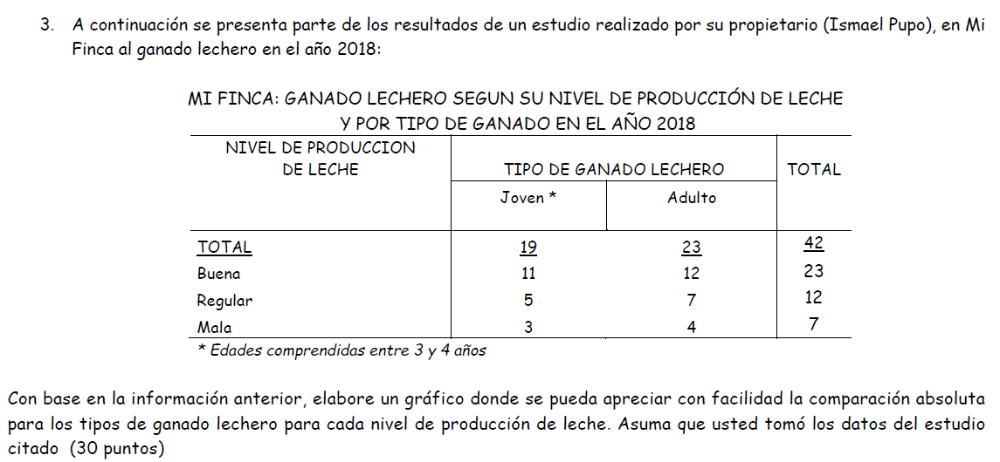 3. A continuación se presenta parte de los resultados de un estudio realizado por su propietario (Ismael Pupo), en Mi
Finca al ganado lechero en el año 2018:
MI FINCA: GANADO LECHERO SEGUN SU NIVEL DE PRODUCCIÓN DE LECHE
Y POR TIPO DE GANADO EN EL AÑO 2018
NIVEL DE PRODUCCION
DE LECHE TIPO DE GANADO LECHERO TOTAL
Joven * Adulto
TOTAL 19 23 42
Buena 11 12 23
Regular 5 7 12
Mala 3 4 7
* Edades comprendidas entre 3 y 4 años
Con base en la información anterior, elabore un gráfico donde se pueda apreciar con facilidad la comparación absoluta
para los tipos de ganado lechero para cada nivel de producción de leche. Asuma que usted tomó los datos del estudio
citado (30 puntos)